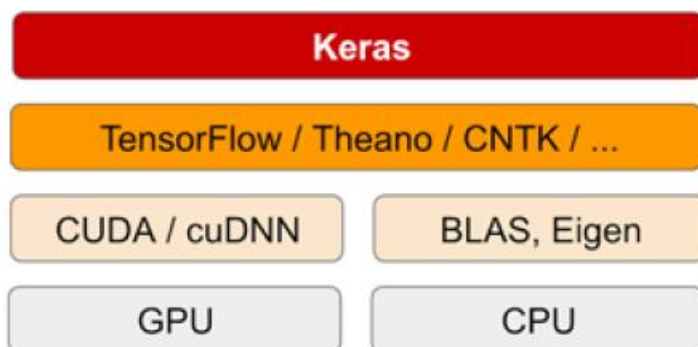 Keras
TensorFlow / Theano / CNTK / ...
CUDA / cuDNN
BLAS, Eigen
GPU
CPU